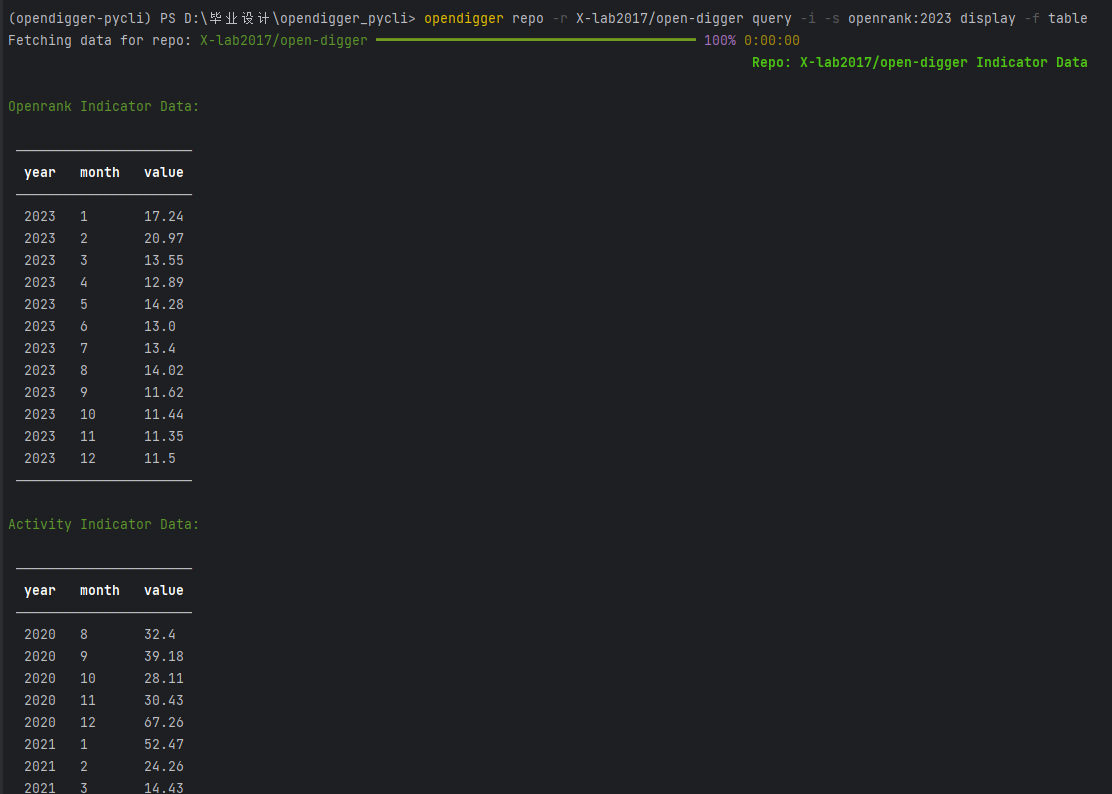 (opendigger-pycli) PS D:\毕业设计\opendigger_pycli> opendigger repo -r X-lab2017/open-digger query -i -s openrank:2023 display -f table
Fetching data for repo: X-lab2017/open-digger 100% 0:00:00
Repo: X-lab2017/open-digger Indicator Data
Openrank Indicator Data:
year month value
2023 1 17.24
2023 2 20.97
2023 3 13.55
2023 4 12.89
2023 5 14.28
2023 6 13.0
2023 7 13.4
2023 8 14.02
2023 9 11.62
2023 10 11.44
2023 11 11.35
2023 12 11.5
Activity Indicator Data:
year month value
2020 8 32.4
2020 9 39.18
2020 10 28.11
2020 11 30.43
2020 12 67.26
2021 1 52.47
2021 2 24.26
2021 3 14.43